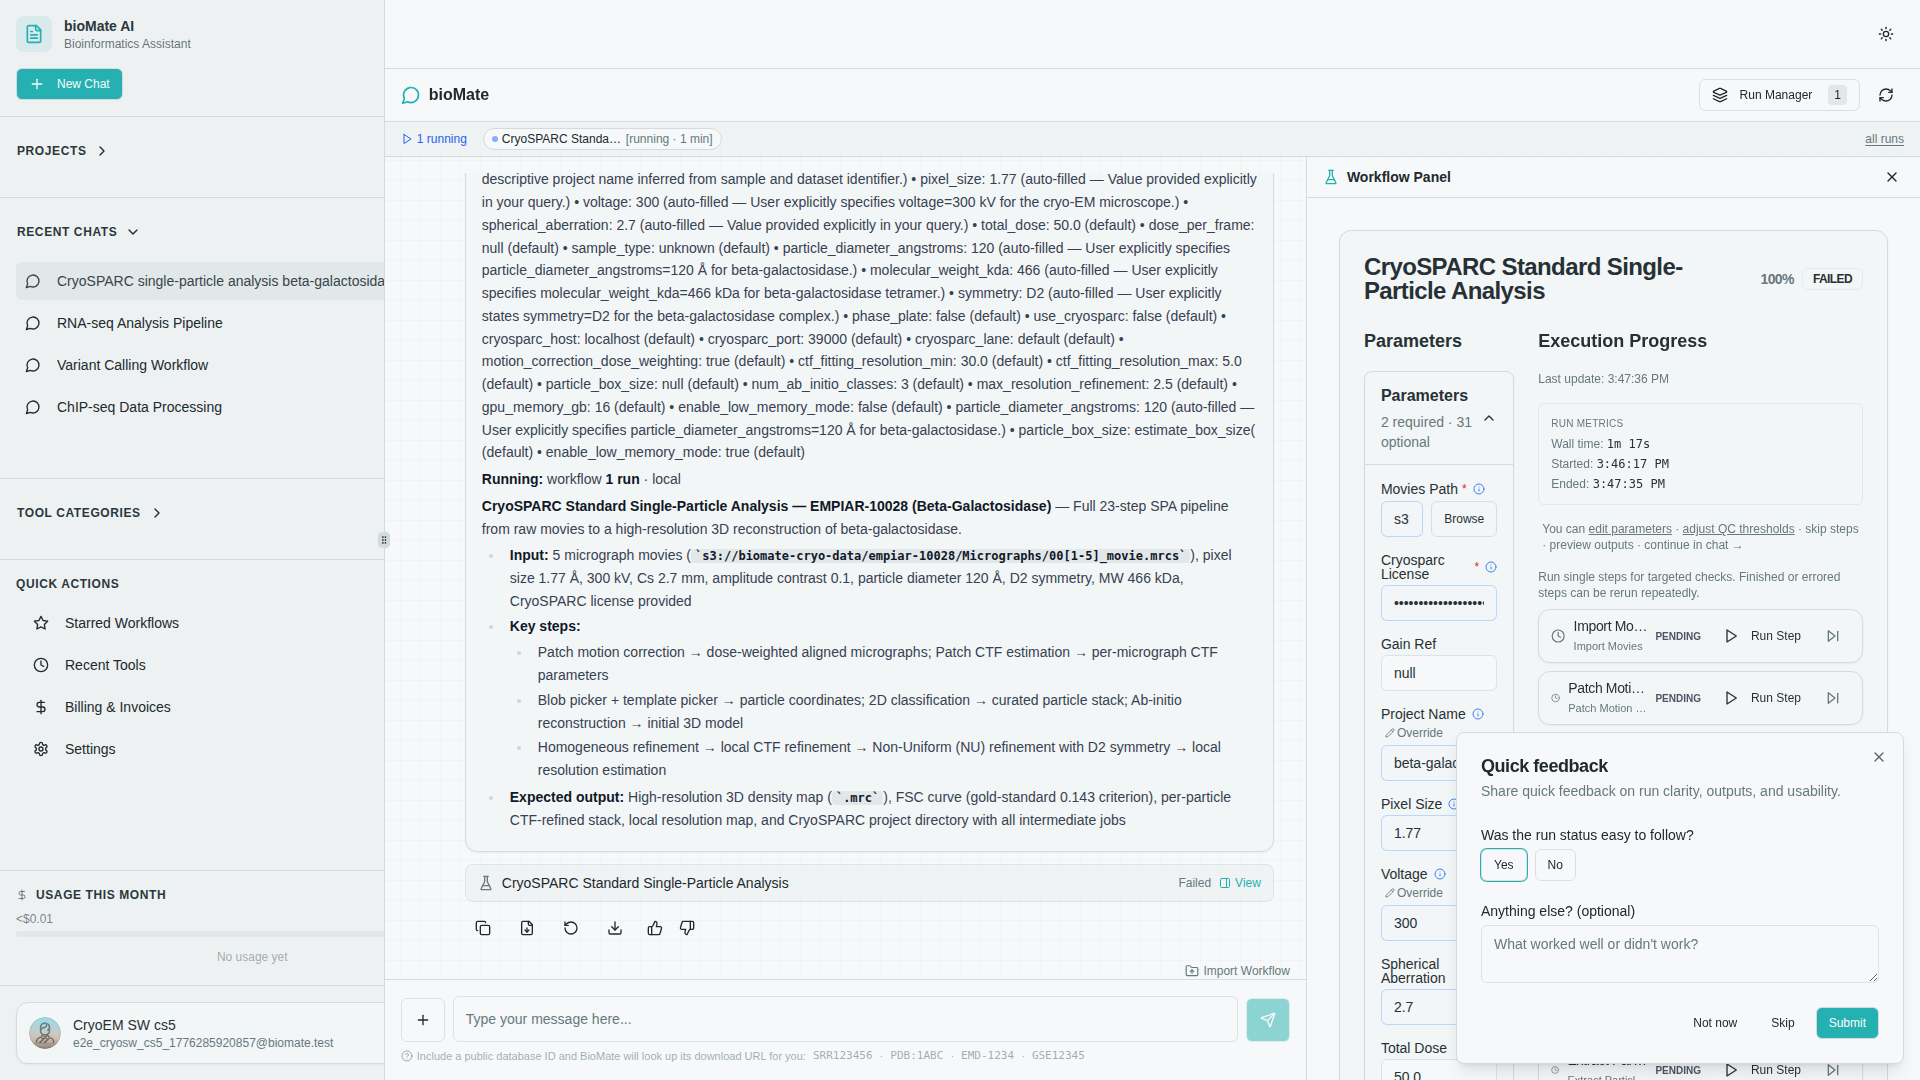 bioMate AI
Bioinformatics Assistant
New Chat
PROJECTS
RECENT CHATS
CryoSPARC single-particle analysis beta-galactosida
RNA-seq Analysis Pipeline
Variant Calling Workflow
ChIP-seq Data Processing
TOOL CATEGORIES
QUICK ACTIONS
Starred Workflows
Recent Tools
Billing & Invoices
Settings
USAGE THIS MONTH
<$0.01
No usage yet
CryoEM SW cs5
e2e_cryosw_cs5_1776285920857@biomate.test
bioMate
Run Manager 1
1 running CryoSPARC Standa… [running · 1 min] all runs
descriptive project name inferred from sample and dataset identifier.) • pixel_size: 1.77 (auto-filled — Value provided explicitly
in your query.) • voltage: 300 (auto-filled — User explicitly specifies voltage=300 kV for the cryo-EM microscope.) •
spherical_aberration: 2.7 (auto-filled — Value provided explicitly in your query.) • total_dose: 50.0 (default) • dose_per_frame:
null (default) • sample_type: unknown (default) • particle_diameter_angstroms: 120 (auto-filled — User explicitly specifies
particle_diameter_angstroms=120 Å for beta-galactosidase.) • molecular_weight_kda: 466 (auto-filled — User explicitly
specifies molecular_weight_kda=466 kDa for beta-galactosidase tetramer.) • symmetry: D2 (auto-filled — User explicitly
states symmetry=D2 for the beta-galactosidase complex.) • phase_plate: false (default) • use_cryosparc: false (default) •
cryosparc_host: localhost (default) • cryosparc_port: 39000 (default) • cryosparc_lane: default (default) •
motion_correction_dose_weighting: true (default) • ctf_fitting_resolution_min: 30.0 (default) • ctf_fitting_resolution_max: 5.0
(default) • particle_box_size: null (default) • num_ab_initio_classes: 3 (default) • max_resolution_refinement: 2.5 (default) •
gpu_memory_gb: 16 (default) • enable_low_memory_mode: false (default) • particle_diameter_angstroms: 120 (auto-filled —
User explicitly specifies particle_diameter_angstroms=120 Å for beta-galactosidase.) • particle_box_size: estimate_box_size(
(default) • enable_low_memory_mode: true (default)
Running: workflow 1 run · local
CryoSPARC Standard Single-Particle Analysis — EMPIAR-10028 (Beta-Galactosidase) — Full 23-step SPA pipeline
from raw movies to a high-resolution 3D reconstruction of beta-galactosidase.
Input: 5 micrograph movies (`s3://biomate-cryo-data/empiar-10028/Micrographs/00[1-5]_movie.mrcs`), pixel
size 1.77 Å, 300 kV, Cs 2.7 mm, amplitude contrast 0.1, particle diameter 120 Å, D2 symmetry, MW 466 kDa,
CryoSPARC license provided
Key steps:
Patch motion correction → dose-weighted aligned micrographs; Patch CTF estimation → per-micrograph CTF
parameters
Blob picker + template picker → particle coordinates; 2D classification → curated particle stack; Ab-initio
reconstruction → initial 3D model
Homogeneous refinement → local CTF refinement → Non-Uniform (NU) refinement with D2 symmetry → local
resolution estimation
Expected output: High-resolution 3D density map (`.mrc`), FSC curve (gold-standard 0.143 criterion), per-particle
CTF-refined stack, local resolution map, and CryoSPARC project directory with all intermediate jobs
CryoSPARC Standard Single-Particle Analysis Failed View
Import Workflow
Type your message here...
Include a public database ID and BioMate will look up its download URL for you: SRR123456 · PDB:1ABC · EMD-1234 · GSE12345
Workflow Panel
CryoSPARC Standard Single-
Particle Analysis
100% FAILED
Parameters
Parameters
2 required · 31
optional
Movies Path *
s3 Browse
Cryosparc
License *
••••••••••••••••••
Gain Ref
null
Project Name
Override
beta-galac
Pixel Size
1.77
Voltage
Override
300
Spherical
Aberration
2.7
Total Dose
50.0
Execution Progress
Last update: 3:47:36 PM
RUN METRICS
Wall time: 1m 17s
Started: 3:46:17 PM
Ended: 3:47:35 PM
You can edit parameters · adjust QC thresholds · skip steps
· preview outputs · continue in chat →
Run single steps for targeted checks. Finished or errored
steps can be rerun repeatedly.
Import Mo… PENDING Run Step
Import Movies
Patch Moti… PENDING Run Step
Patch Motion …
PENDING Run Step
Quick feedback
Share quick feedback on run clarity, outputs, and usability.
Was the run status easy to follow?
Yes No
Anything else? (optional)
What worked well or didn't work?
Not now Skip Submit